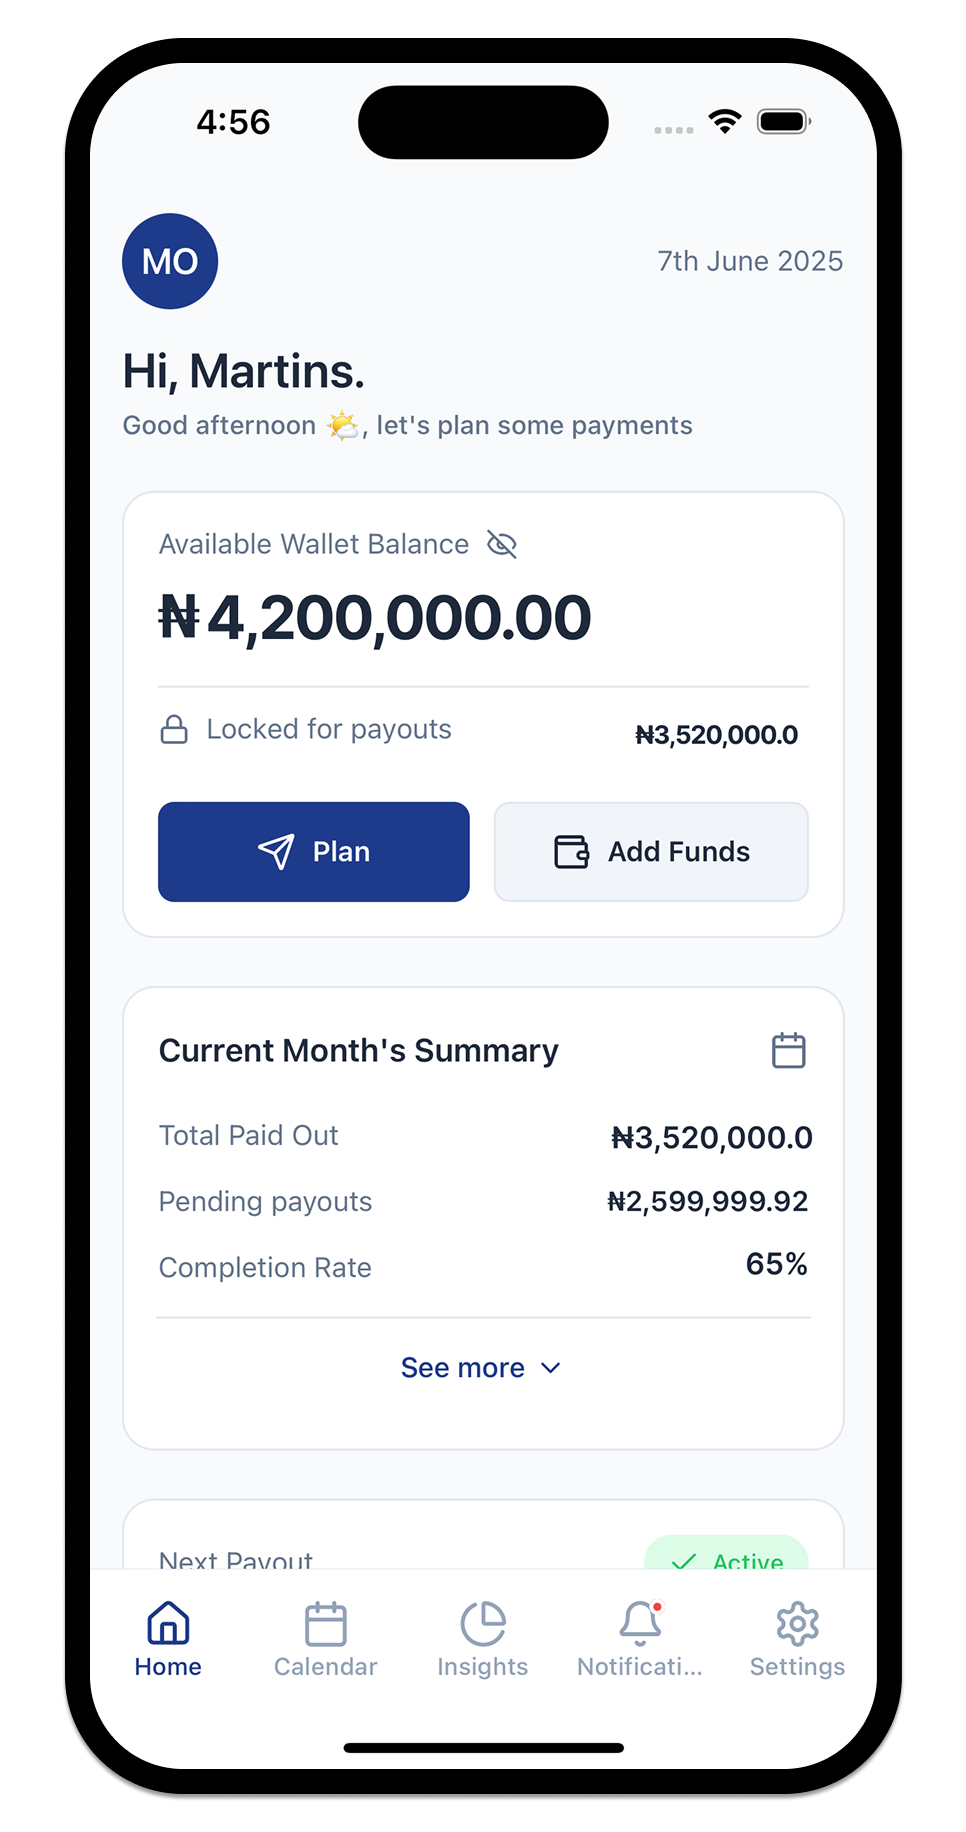 4:56
MO
7th June 2025
Hi, Martins.
Good afternoon 🌤️, let's plan some payments
Available Wallet Balance
₦4,200,000.00
Locked for payouts
₦3,520,000.0
Plan
Add Funds
Current Month's Summary
Total Paid Out
₦3,520,000.0
Pending payouts
₦2,599,999.92
Completion Rate
65%
See more
Next Payout
Active
Home
Calendar
Insights
Notificati...
Settings